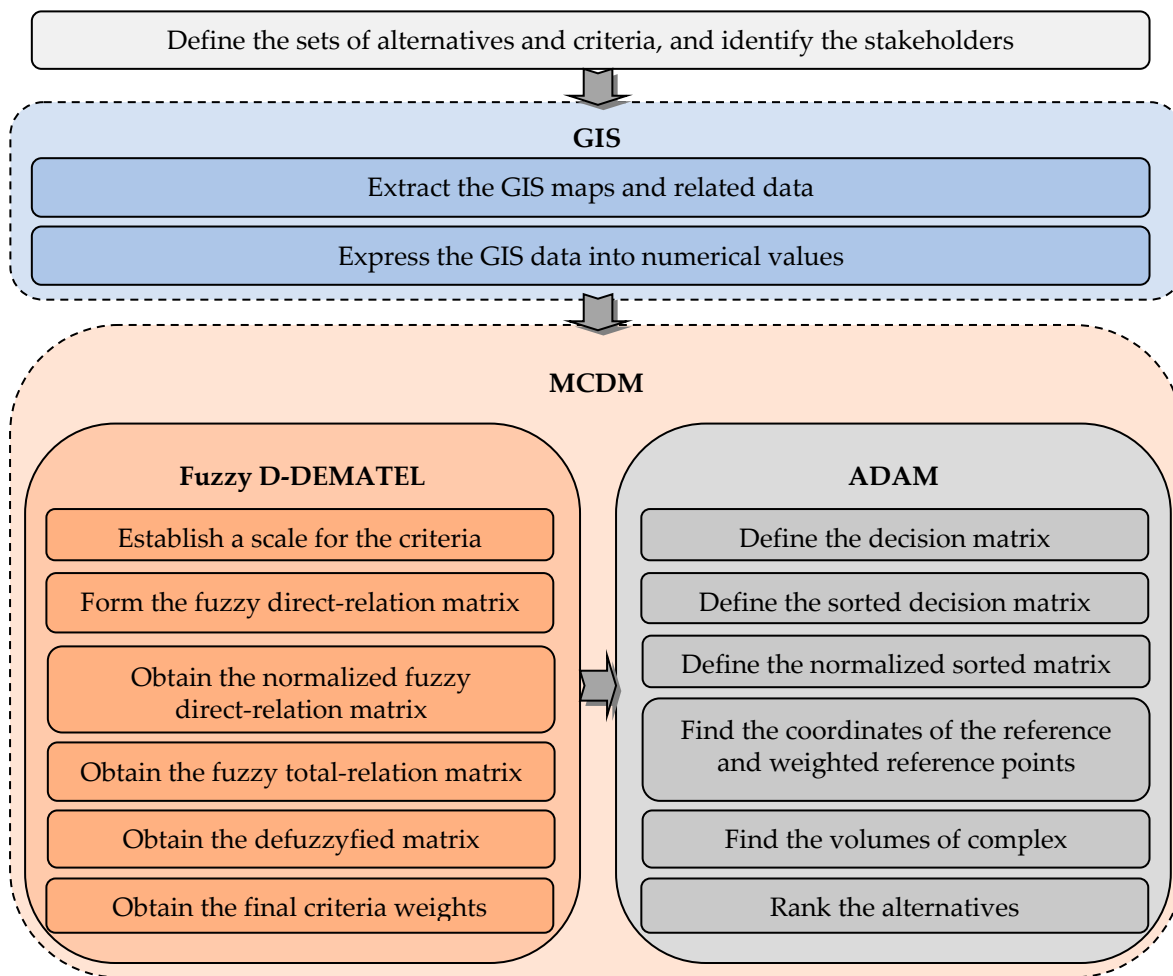 Define the sets of alternatives and criteria, and identify the stakeholders
GIS
Extract the GIS maps and related data
Express the GIS data into numerical values
MCDM
Fuzzy D-DEMATEL
Establish a scale for the criteria
Form the fuzzy direct-relation matrix
Obtain the normalized fuzzy
direct-relation matrix
Obtain the fuzzy total-relation matrix
Obtain the defuzzyfied matrix
Obtain the final criteria weights
ADAM
Define the decision matrix
Define the sorted decision matrix
Define the normalized sorted matrix
Find the coordinates of the reference
and weighted reference points
Find the volumes of complex
Rank the alternatives